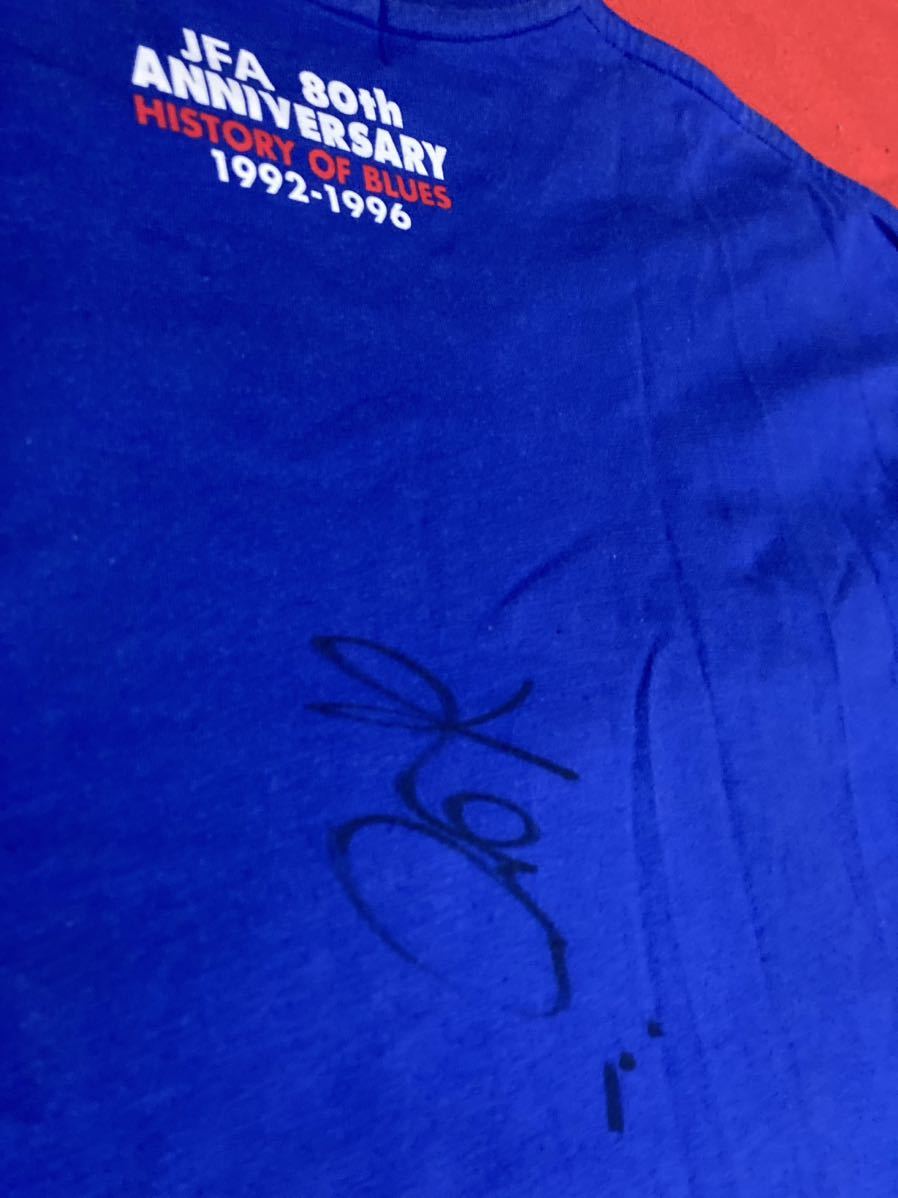 JFA 80th
ANNIVERSARY
HISTORY OF BLUES
1992-1996